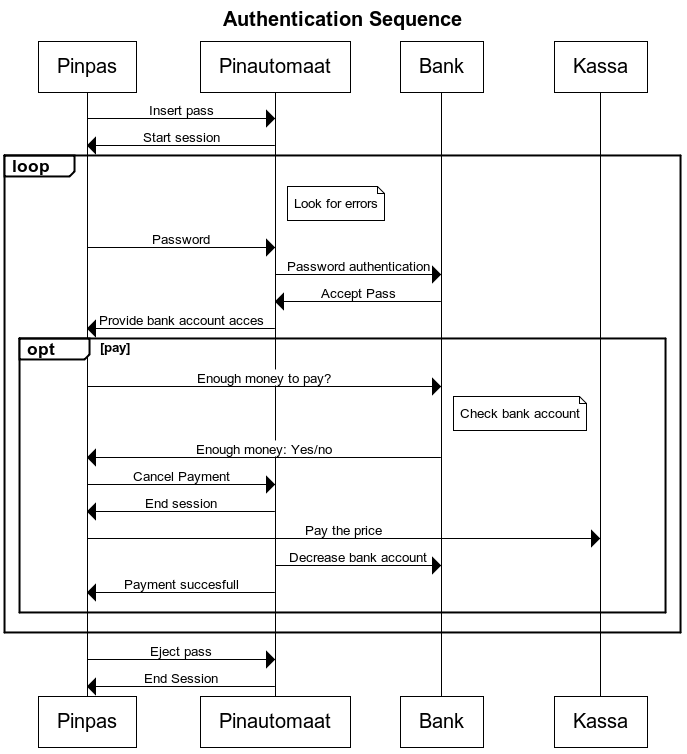 Authentication Sequence
Pinpas Pinautomaat Bank Kassa
Insert pass
Start session
loop
Look for errors
Password
Password authentication
Accept Pass
Provide bank account acces
opt [pay]
Enough money to pay?
Check bank account
Enough money: Yes/no
Cancel Payment
End session
Pay the price
Decrease bank account
Payment succesfull
Eject pass
End Session
Pinpas Pinautomaat Bank Kassa